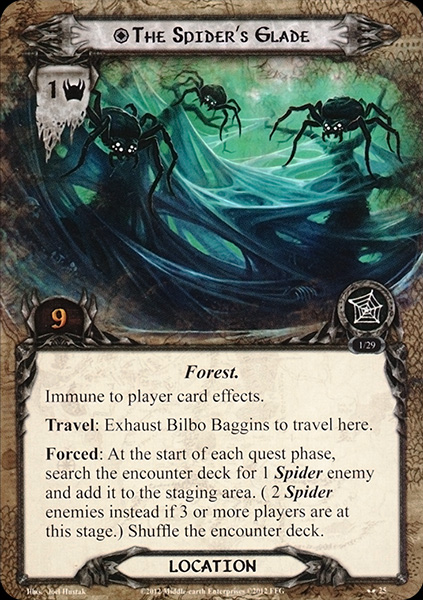 The Spider's Glade
1
9
1/29
Forest.
Immune to player card effects.
Travel: Exhaust Bilbo Baggins to travel here.
Forced: At the start of each quest phase,
search the encounter deck for 1 Spider enemy
and add it to the staging area. ( 2 Spider
enemies instead if 3 or more players are at
this stage.) Shuffle the encounter deck.
LOCATION
Illus. Joel Hustak ©2012 Middle-earth Enterprises ©2012 FFG 25